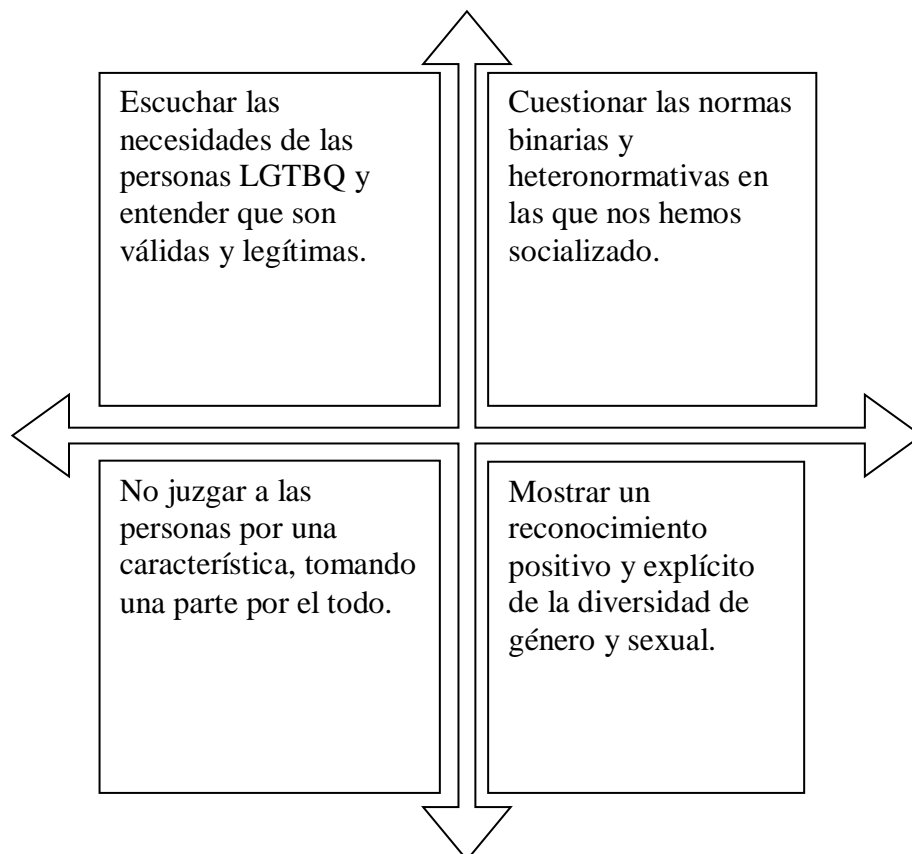 Escuchar las
necesidades de las
personas LGTBQ y
entender que son
válidas y legítimas.
Cuestionar las normas
binarias y
heteronormativas en
las que nos hemos
socializado.
No juzgar a las
personas por una
característica, tomando
una parte por el todo.
Mostrar un
reconocimiento
positivo y explícito
de la diversidad de
género y sexual.